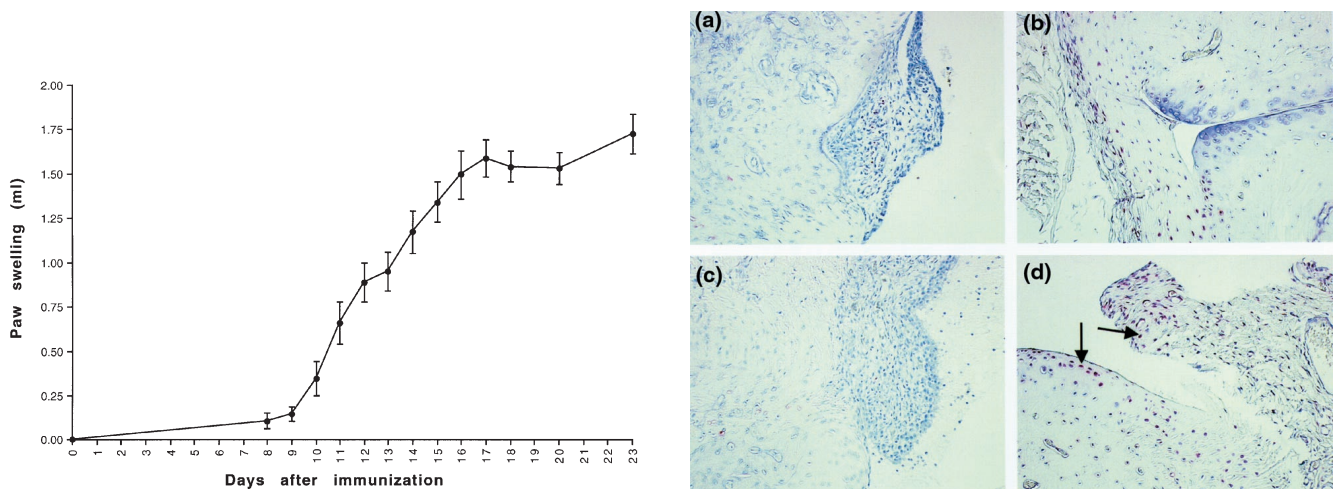 2.00
1.75
1.50
1.25
1.00
0.75
0.50
0.25
0.00
Paw swelling (ml)
0 1 2 3 4 5 6 7 8 9 10 11 12 13 14 15 16 17 18 19 20 21 22 23
Days after immunization
(a)
(b)
(c)
(d)